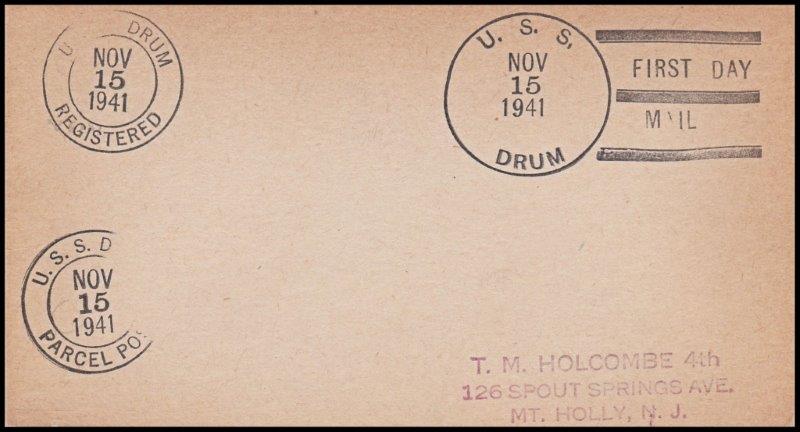 U. DRUM
NOV
15
1941
REGISTERED
U. S. S.
NOV
15
1941
DRUM
FIRST DAY
M IL
U. S. S. D
NOV
15
1941
PARCEL POS
T. M. HOLCOMBE 4th
126 SPOUT SPRINGS AVE.
MT. HOLLY, N. J.